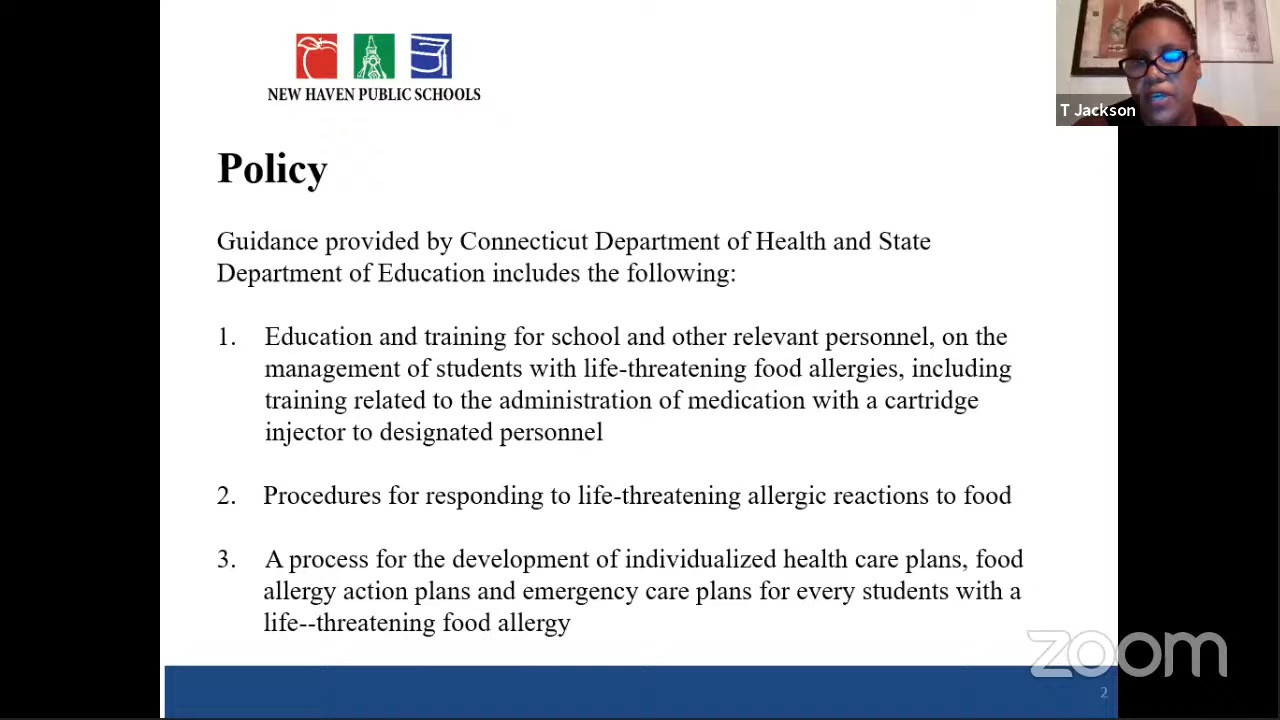 NEW HAVEN PUBLIC SCHOOLS
T Jackson
Policy
Guidance provided by Connecticut Department of Health and State
Department of Education includes the following:
1. Education and training for school and other relevant personnel, on the
management of students with life-threatening food allergies, including
training related to the administration of medication with a cartridge
injector to designated personnel
2. Procedures for responding to life-threatening allergic reactions to food
3. A process for the development of individualized health care plans, food
allergy action plans and emergency care plans for every students with a
life--threatening food allergy
zoom
2